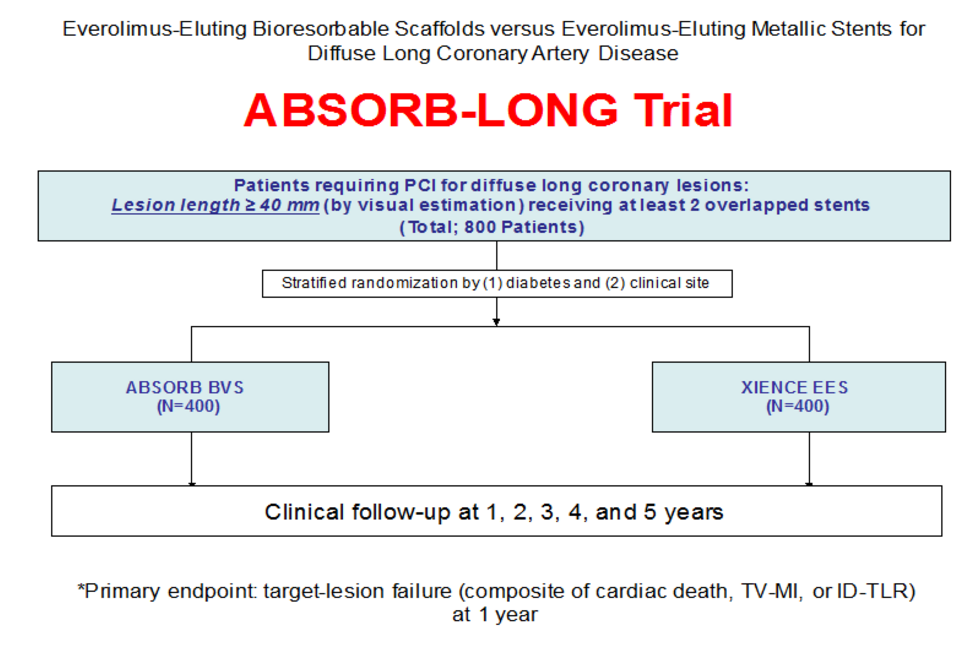 Everolimus-Eluting Bioresorbable Scaffolds versus Everolimus-Eluting Metallic Stents for
Diffuse Long Coronary Artery Disease
ABSORB-LONG Trial
Patients requiring PCI for diffuse long coronary lesions:
Lesion length ≥ 40 mm (by visual estimation) receiving at least 2 overlapped stents
(Total; 800 Patients)
Stratified randomization by (1) diabetes and (2) clinical site
ABSORB BVS
(N=400)
XIENCE EES
(N=400)
Clinical follow-up at 1, 2, 3, 4, and 5 years
*Primary endpoint: target-lesion failure (composite of cardiac death, TV-MI, or ID-TLR)
at 1 year